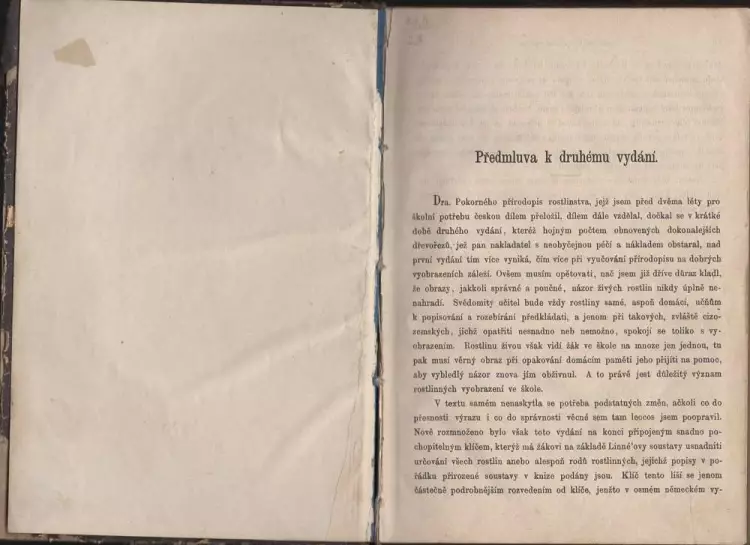 Předmluva k druhému vydání.
Dra. Pokorného přírodopis rostlinstva, jejž jsem před dvěma léty pro
školní potřebu českou dílem přeložil, dílem dále vzdělal, dočkal se v krátké
době druhého vydání, kteréž hojným počtem obnovených dokonalejších
dřevořezů, jež pan nakladatel s neobyčejnou péčí a nákladem obstaral, nad
první vydání tím více vyniká, čím více při vyučování přírodopisu na dobrých
vyobrazeních záleží. Ovšem musím opětovati, nač jsem již dříve důraz kladl,
že obrazy, jakkoli správné a poučné, názor živých rostlin nikdy úplně ne-
nahradí. Svědomitý učitel bude vždy rostliny samé, aspoň domácí, učňům
k popisování a rozebírání předkládati, a jenom při takových, zvláště cizo-
zemských, jichž opatřiti nesnadno neb nemožno, spokojí se toliko s vy-
obrazením. Rostlinu živou však vidí žák ve škole na mnoze jen jednou, tu
pak musí věrný obraz při opakování domácím paměti jeho přijíti na pomoc,
aby vybledlý názor znova jím obživnul. A to právě jest důležitý význam
rostlinných vyobrazení ve škole.
V textu samém nenaskytla se potřeba podstatných změn, ačkoli co do
přesnosti výrazu i co do správnosti věcné sem tam leccos jsem poopravil.
Nově rozmnoženo bylo však toto vydání na konci připojeným snadno po-
chopitelným klíčem, kterýž má žákovi na základě Linné'ovy soustavy usnadniti
určování všech rostlin anebo alespoň rodů rostlinných, jejichž popisy v po-
řádku přirozené soustavy v knize podány jsou. Klíč tento liší se jenom
částečně podrobnějším rozvedením od klíče, jenžto v osmém německém vy-